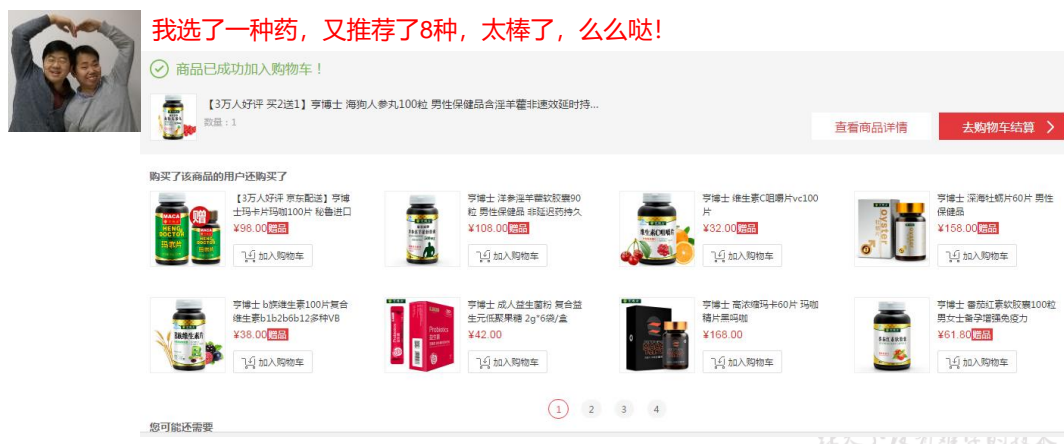 我选了一种药，又推荐了8种，太棒了，么么哒！
商品已成功加入购物车！
【3万人好评 买2送1】亨博士 海狗人参丸100粒 男性保健品含淫羊藿非速效延时持...
数量：1
查看商品详情
去购物车结算
购买了该商品的用户还购买了
【3万人好评 京东配送】亨博
士玛卡片玛咖100片 秘鲁进口
¥98.00赠品
加入购物车
亨博士 洋参淫羊藿软胶囊90
粒 男性保健品 非延迟药持久
¥108.00赠品
加入购物车
亨博士 维生素C咀嚼片vc100
片
¥32.00赠品
加入购物车
亨博士 深海牡蛎片60片 男性
保健品
¥158.00赠品
加入购物车
亨博士 b族维生素100片复合
维生素b1b2b6b12多种VB
¥38.00赠品
加入购物车
亨博士 成人益生菌粉 复合益
生元低聚果糖 2g*6袋/盒
¥42.00
加入购物车
亨博士 高浓缩玛卡60片 玛咖
精片黑吗咖
¥168.00
加入购物车
亨博士 番茄红素软胶囊100粒
男女士备孕增强免疫力
¥61.80赠品
加入购物车
MACA
赠
HENG
DOCTOR
玛咖片
oyster
Probiotics
1 2 3 4
您可能还需要